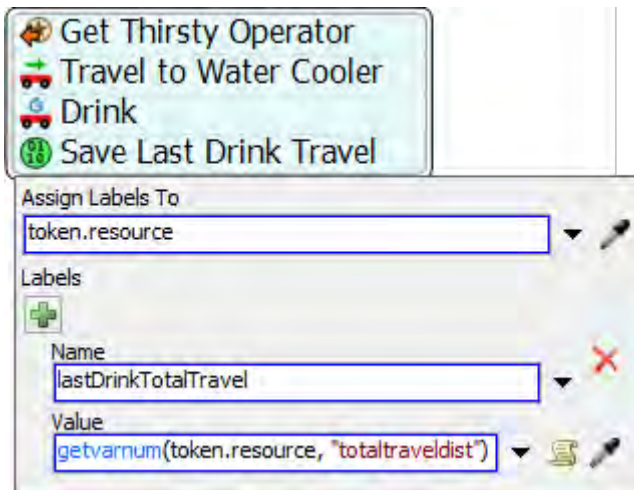 Get Thirsty Operator
Travel to Water Cooler
Drink
Save Last Drink Travel
Assign Labels To
token.resource
Labels
Name
lastDrinkTotalTravel
Value
getvarnum(token.resource, "totaltraveldist")